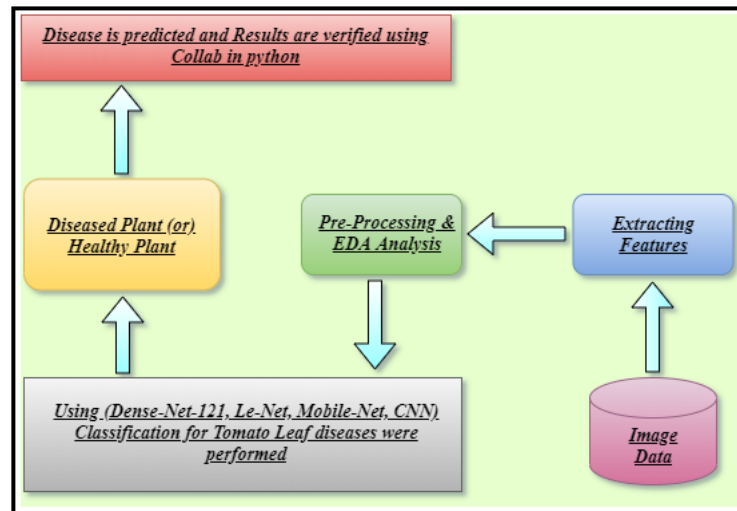 Disease is predicted and Results are verified using
Collab in python
Diseased Plant (or)
Healthy Plant
Pre-Processing &
EDA Analysis
Extracting
Features
Using (Dense-Net-121, Le-Net, Mobile-Net, CNN)
Classification for Tomato Leaf diseases were
performed
Image
Data